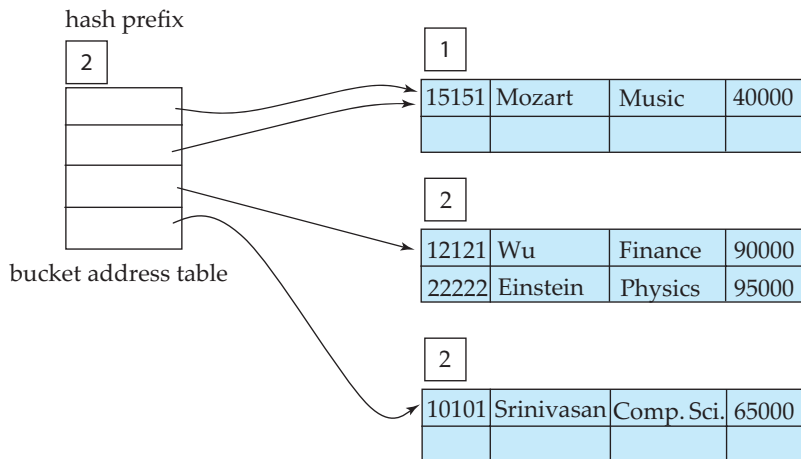 hash prefix
2
bucket address table
1
15151 Mozart Music 40000
2
12121 Wu Finance 90000
22222 Einstein Physics 95000
2
10101 Srinivasan Comp. Sci. 65000